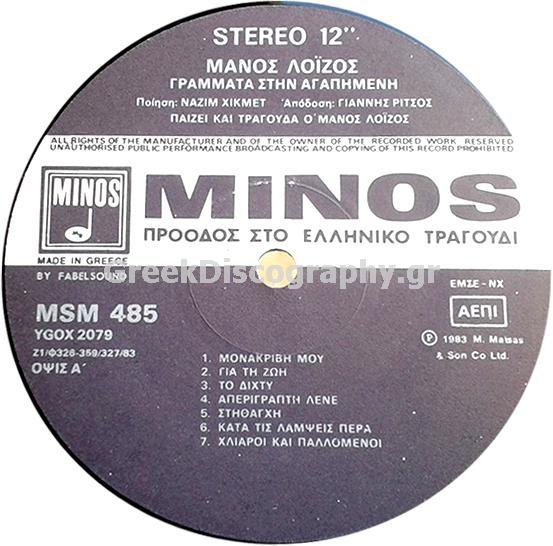 STEREO 12''
ΜΑΝΟΣ ΛΟΪΖΟΣ
ΓΡΑΜΜΑΤΑ ΣΤΗΝ ΑΓΑΠΗΜΕΝΗ
Ποίηση: ΝΑΖΙΜ ΧΙΚΜΕΤ Ἀπόδοση: ΓΙΑΝΝΗΣ ΡΙΤΣΟΣ
ΠΑΙΖΕΙ ΚΑΙ ΤΡΑΓΟΥΔΑ Ο ΜΑΝΟΣ ΛΟΪΖΟΣ
ALL RIGHTS OF THE MANUFACTURER AND OF THE OWNER OF THE RECORDED WORK RESERVED
UNAUTHORISED PUBLIC PERFORMANCE BROADCASTING AND COPYING OF THIS RECORD PROHIBITED
MINOS
MINOS
ΠΡΟΟΔΟΣ ΣΤΟ ΕΛΛΗΝΙΚΟ ΤΡΑΓΟΥΔΙ
MADE IN GREECE
BY FABELSOUND
GreekDiscography.gr
MSM 485
YGOX 2079
Ζ1/Φ326-359/327/83
ΟΨΙΣ Α΄
ΕΜΣΕ - ΝΧ
ΑΕΠΙ
Ⓟ 1983 M. Matsas
& Son Co Ltd.
1. ΜΟΝΑΚΡΙΒΗ ΜΟΥ
2. ΓΙΑ ΤΗ ΖΩΗ
3. ΤΟ ΔΙΧΤΥ
4. ΑΠΕΡΙΓΡΑΠΤΗ ΛΕΝΕ
5. ΣΤΗΘΑΓΧΗ
6. ΚΑΤΑ ΤΙΣ ΛΑΜΨΕΙΣ ΠΕΡΑ
7. ΧΛΙΑΡΟΙ ΚΑΙ ΠΑΛΛΟΜΕΝΟΙ